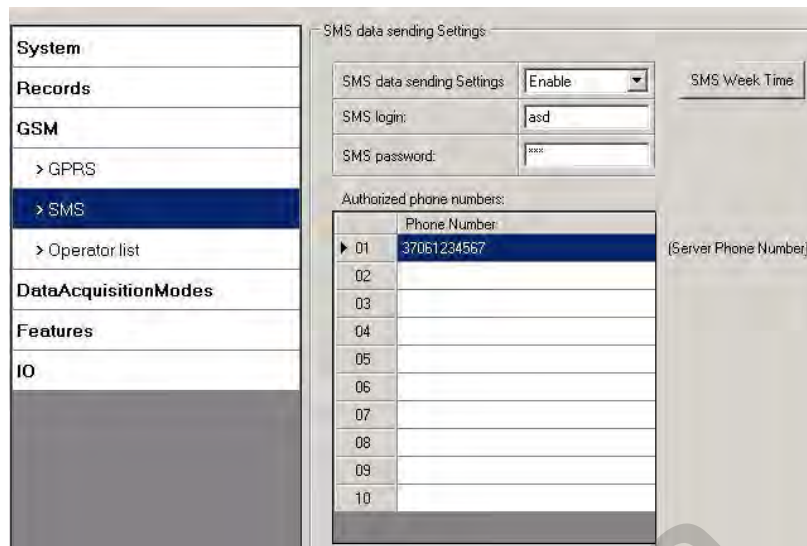 System
Records
GSM
> GPRS
> SMS
> Operator list
DataAcquisitionModes
Features
IO
SMS data sending Settings
SMS data sending Settings Enable
SMS Week Time
SMS login: asd
SMS password: ***
Authorized phone numbers:
Phone Number
01 37061234567 (Server Phone Number)
02
03
04
05
06
07
08
09
10